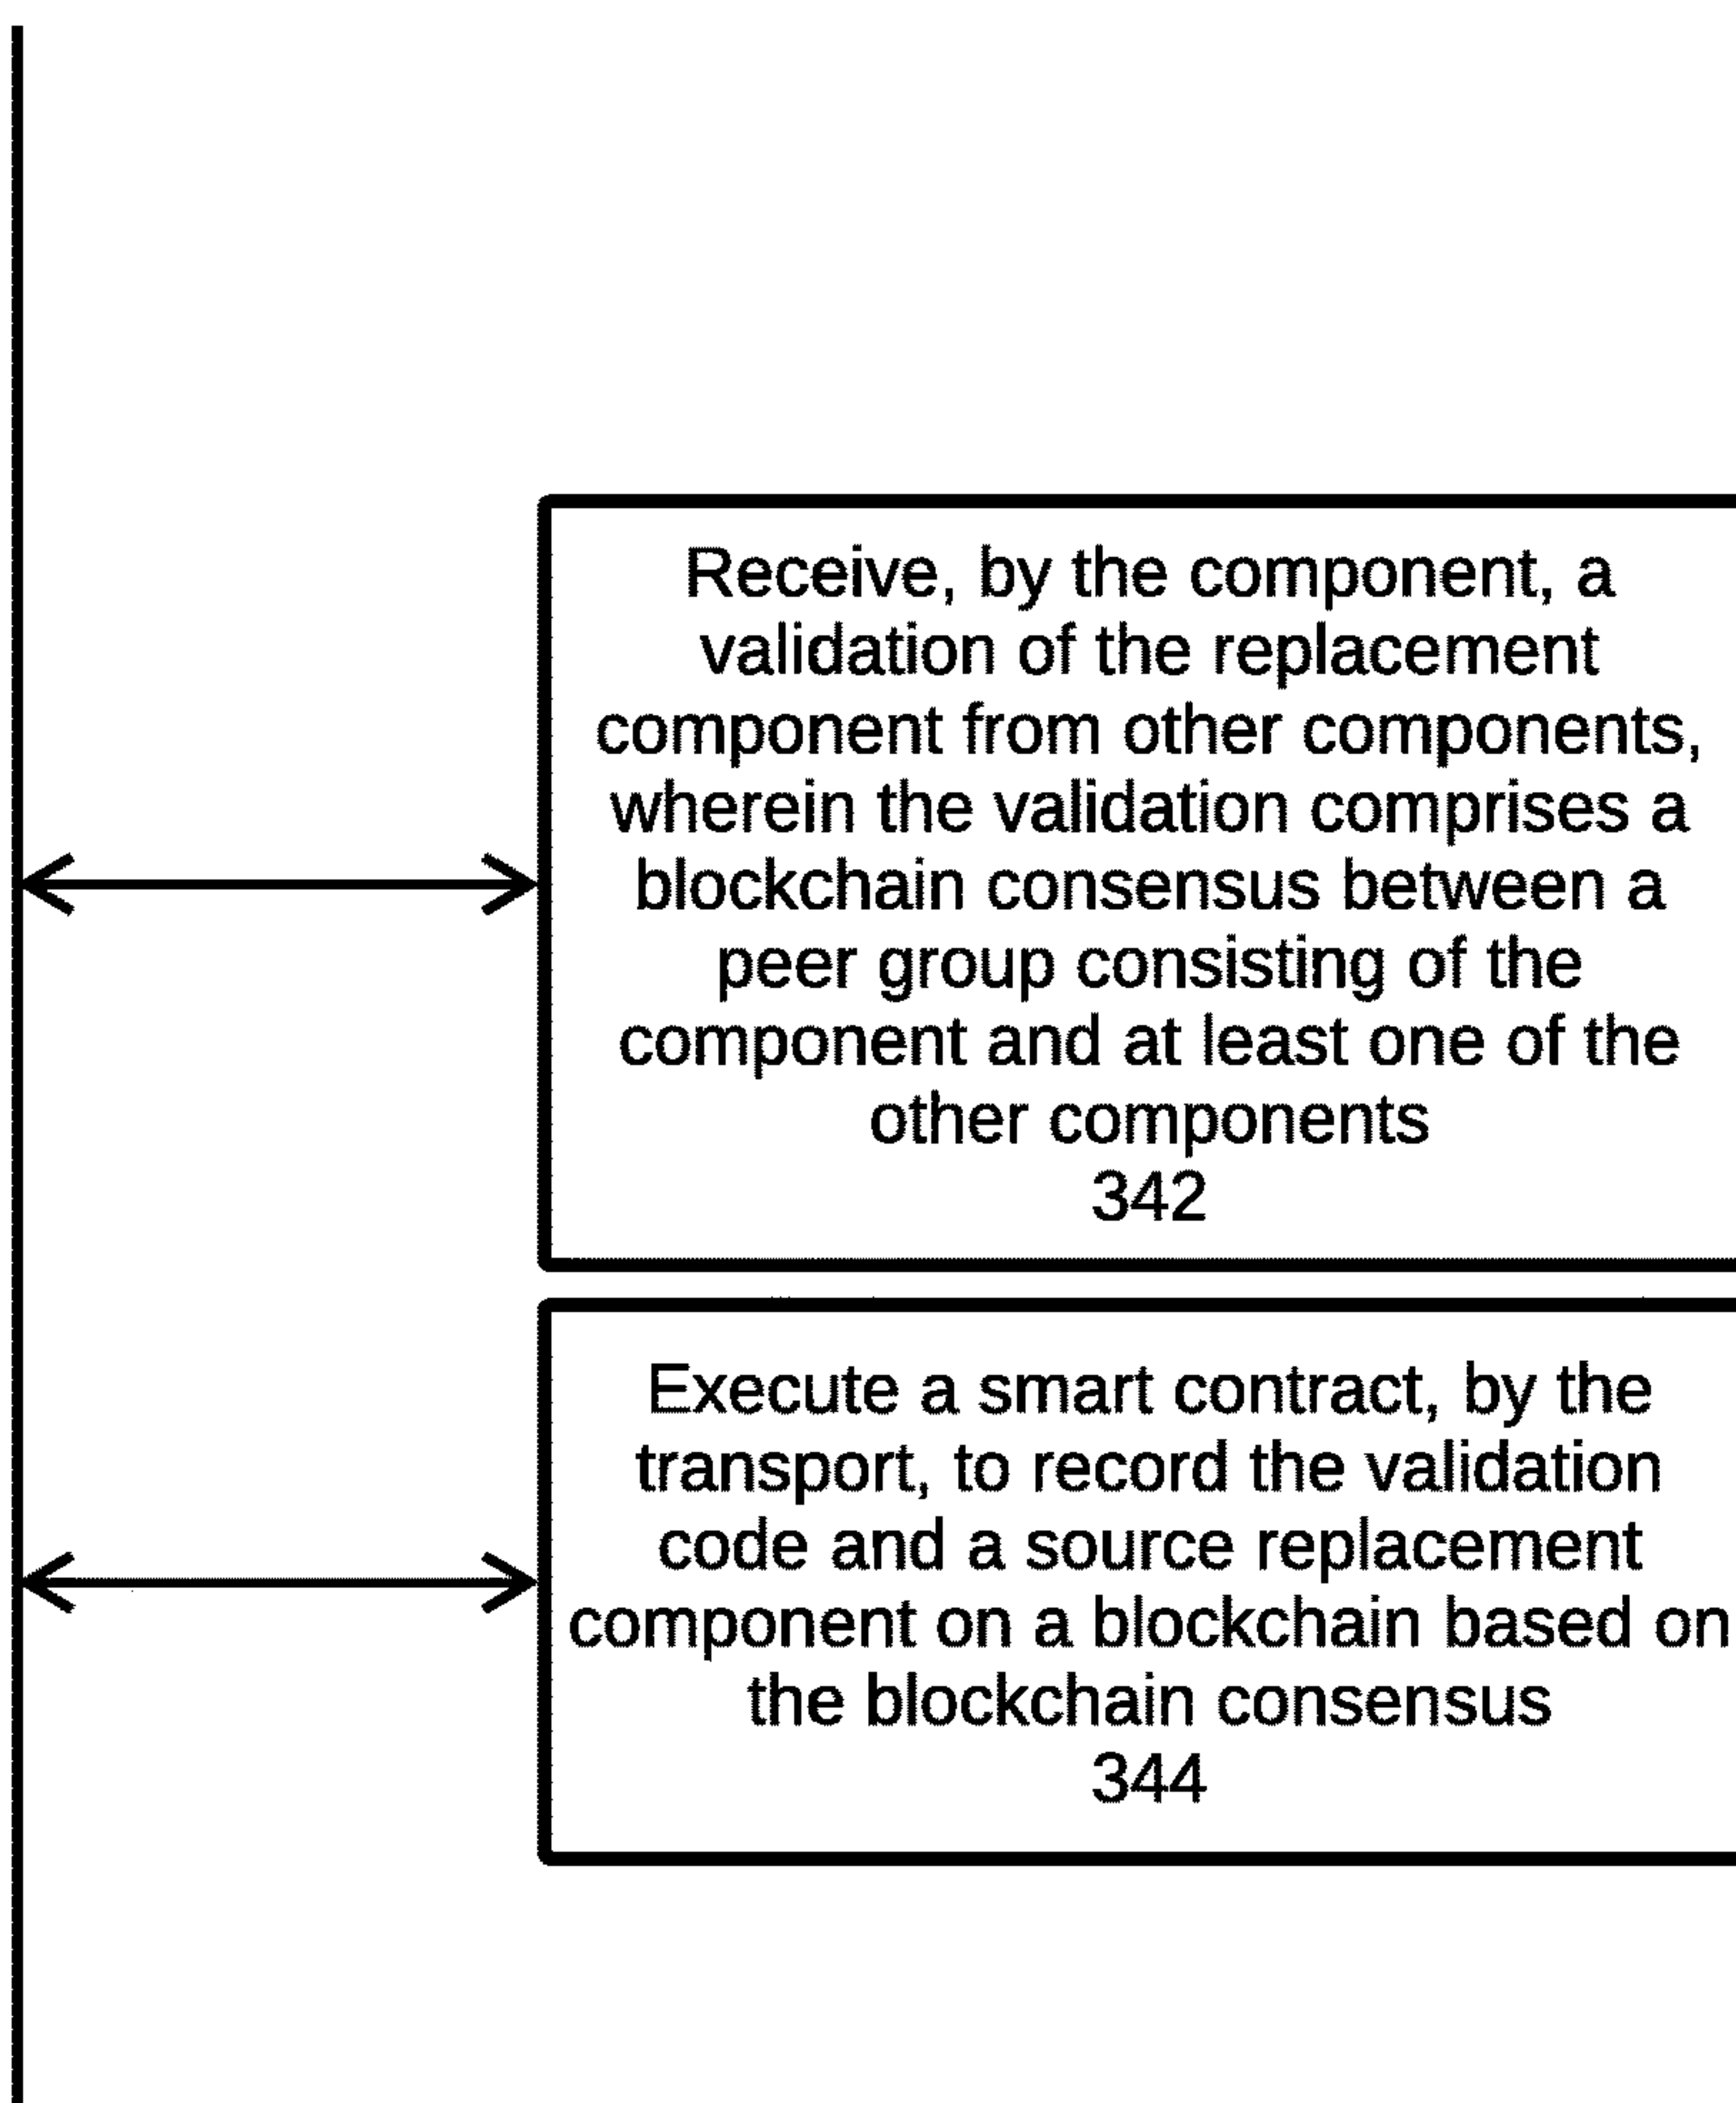 Receive, by the component, a
validation of the replacement
component from other components,
wherein the validation comprises a
blockchain consensus between a
peer group consisting of the
component and at least one of the
other components
342
Execute a smart contract, by the
transport, to record the validation
code and a source replacement
component on a blockchain based on
the blockchain consensus
344